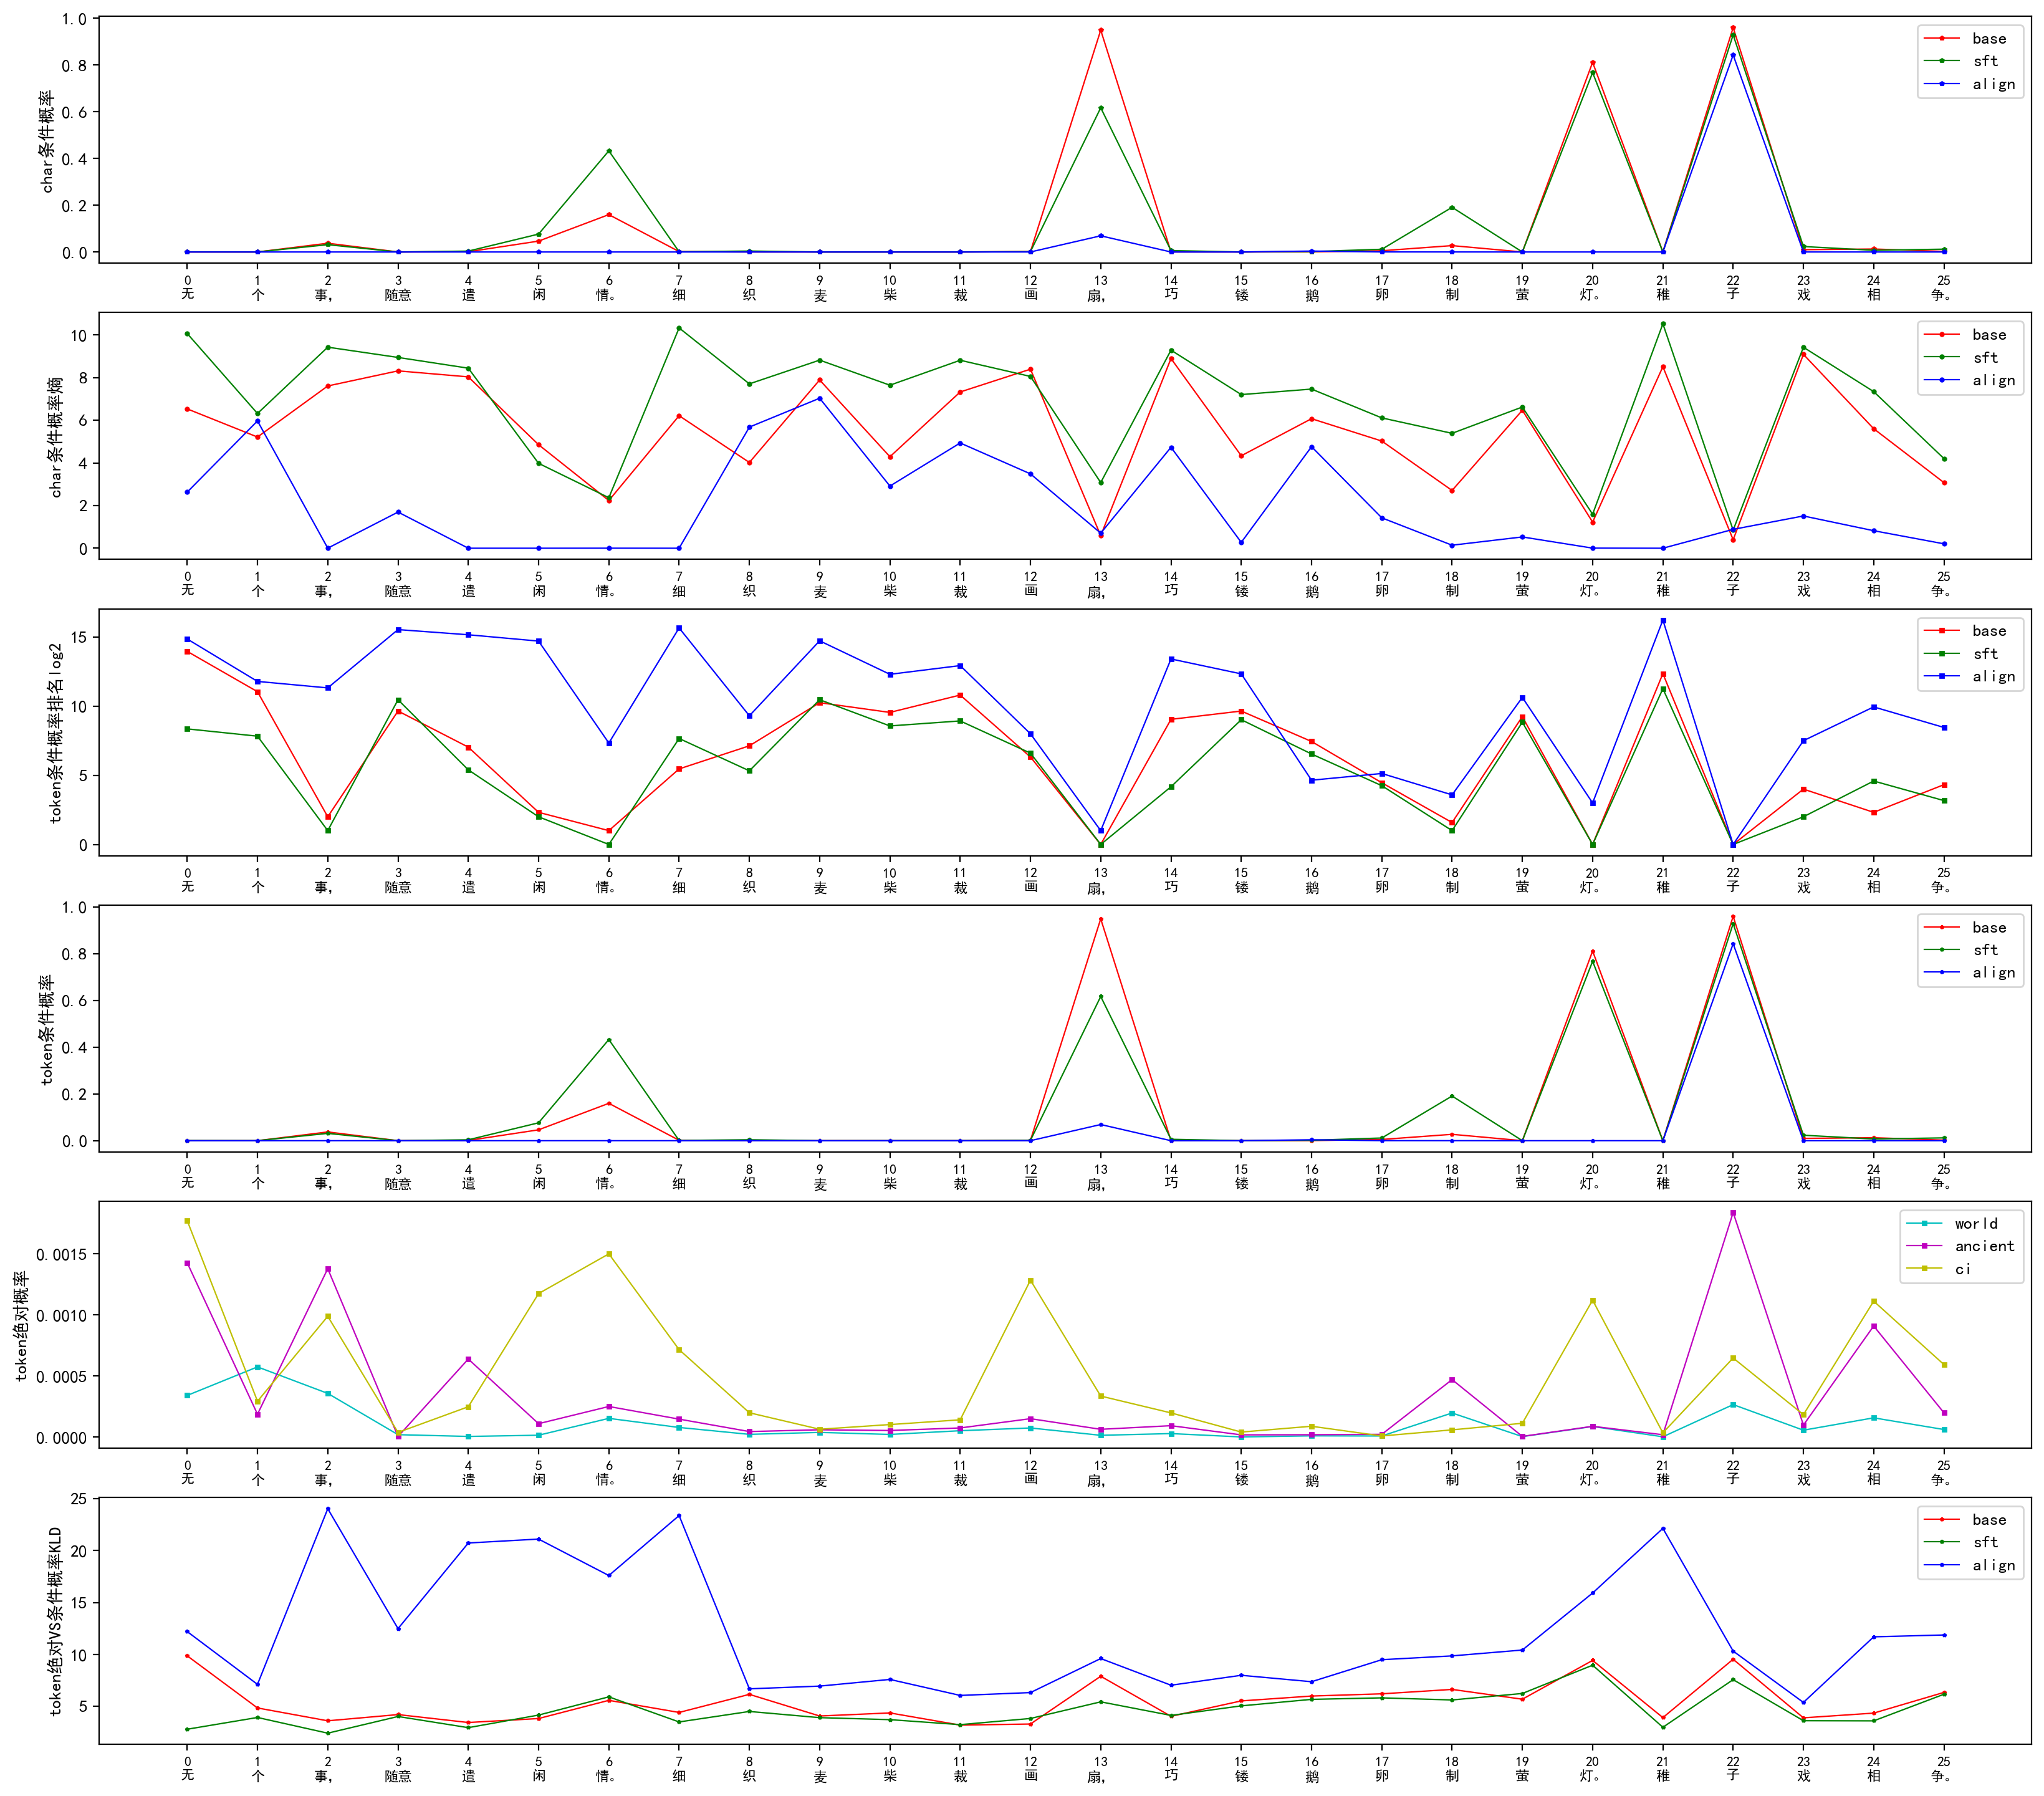 char条件概率
1.0
0.8
0.6
0.4
0.2
0.0
base
sft
align
0 1 2 3 4 5 6 7 8 9 10 11 12 13 14 15 16 17 18 19 20 21 22 23 24 25
无 个 事, 随意 遣 闲 情。 细 织 麦 柴 裁 画 扇, 巧 镂 鹅 卵 制 萤 灯。 稚 子 戏 相 争。
char条件概率熵
10
8
6
4
2
0
base
sft
align
0 1 2 3 4 5 6 7 8 9 10 11 12 13 14 15 16 17 18 19 20 21 22 23 24 25
无 个 事, 随意 遣 闲 情。 细 织 麦 柴 裁 画 扇, 巧 镂 鹅 卵 制 萤 灯。 稚 子 戏 相 争。
token条件概率排名log2
15
10
5
0
base
sft
align
0 1 2 3 4 5 6 7 8 9 10 11 12 13 14 15 16 17 18 19 20 21 22 23 24 25
无 个 事, 随意 遣 闲 情。 细 织 麦 柴 裁 画 扇, 巧 镂 鹅 卵 制 萤 灯。 稚 子 戏 相 争。
token条件概率
1.0
0.8
0.6
0.4
0.2
0.0
base
sft
align
0 1 2 3 4 5 6 7 8 9 10 11 12 13 14 15 16 17 18 19 20 21 22 23 24 25
无 个 事, 随意 遣 闲 情。 细 织 麦 柴 裁 画 扇, 巧 镂 鹅 卵 制 萤 灯。 稚 子 戏 相 争。
token绝对概率
0.0015
0.0010
0.0005
0.0000
world
ancient
ci
0 1 2 3 4 5 6 7 8 9 10 11 12 13 14 15 16 17 18 19 20 21 22 23 24 25
无 个 事, 随意 遣 闲 情。 细 织 麦 柴 裁 画 扇, 巧 镂 鹅 卵 制 萤 灯。 稚 子 戏 相 争。
token绝对VS条件概率KLD
25
20
15
10
5
base
sft
align
0 1 2 3 4 5 6 7 8 9 10 11 12 13 14 15 16 17 18 19 20 21 22 23 24 25
无 个 事, 随意 遣 闲 情。 细 织 麦 柴 裁 画 扇, 巧 镂 鹅 卵 制 萤 灯。 稚 子 戏 相 争。